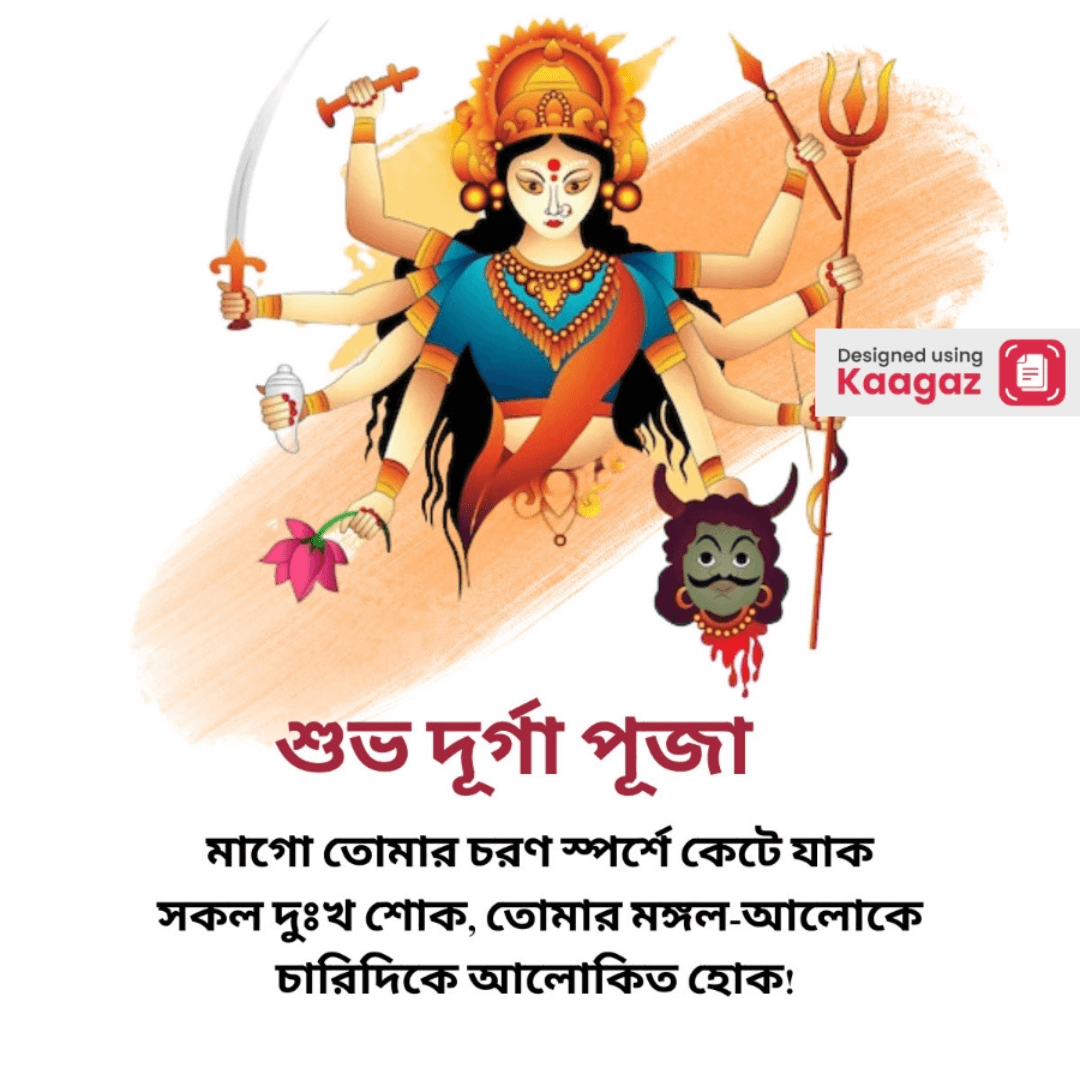 Designed using
Kaagaz
শুভ দূর্গা পূজা
মাগো তোমার চরণ স্পর্শে কেটে যাক
সকল দুঃখ শোক, তোমার মঙ্গল-আলোকে
চারিদিকে আলোকিত হোক!